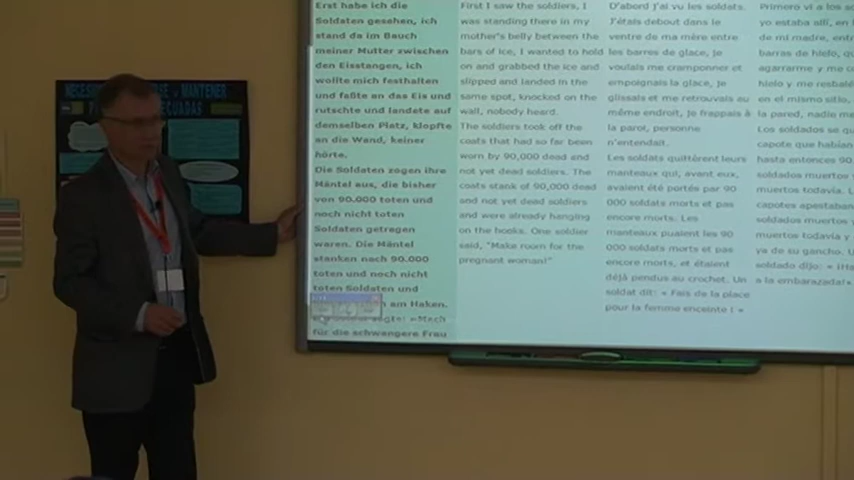 MANTENER
ADECUADAS
Erst habe ich die
Soldaten gesehen, ich
stand da im Bauch
meiner Mutter zwischen
den Eisstangen, ich
wollte mich festhalten
und faßte an das Eis und
rutschte und landete auf
demselben Platz, klopfte
an die Wand, keiner
hörte.
Die Soldaten zogen ihre
Mäntel aus, die bisher
von 90.000 toten und
noch nicht toten
Soldaten getragen
waren. Die Mäntel
stanken nach 90.000
toten und noch nicht
toten Soldaten und
am Haken.
für die schwangere Frau
First I saw the soldiers, I
was standing there in my
mother's belly between the
bars of ice, I wanted to hold
on and grabbed the ice and
slipped and landed in the
same spot, knocked on the
wall, nobody heard.
The soldiers took off the
coats that had so far been
worn by 90,000 dead and
not yet dead soldiers. The
coats stank of 90,000 dead
and not yet dead soldiers
and were already hanging
on the hooks. One soldier
said, "Make room for the
pregnant woman!"
D'abord j'ai vu les soldats.
J'étais debout dans le
ventre de ma mère entre
les barres de glace, je
voulais me cramponner et
empoignais la glace, je
glissais et me retrouvais au
même endroit, je frappais à
la paroi, personne
n'entendait.
Les soldats quittèrent leurs
manteaux qui, avant eux,
avaient été portés par 90
000 soldats morts et pas
encore morts. Les
manteaux puaient les 90
000 soldats morts et pas
encore morts, et étaient
déjà pendus au crochet. Un
soldat dit: « Fais de la place
pour la femme enceinte ! »
Primero vi a los so
yo estaba allí, en
de mi madre, entr
barras de hielo, qu
agarrarme y me c
hielo y me resbalé
en el mismo sitio,
la pared, nadie me
Los soldados se qu
capote que habían
hasta entonces 90
soldados muertos
muertos todavía. L
capotes apestaban
soldados muertos y
muertos todavía y
ya de su gancho. U
soldado dijo:
a la embarazada!»